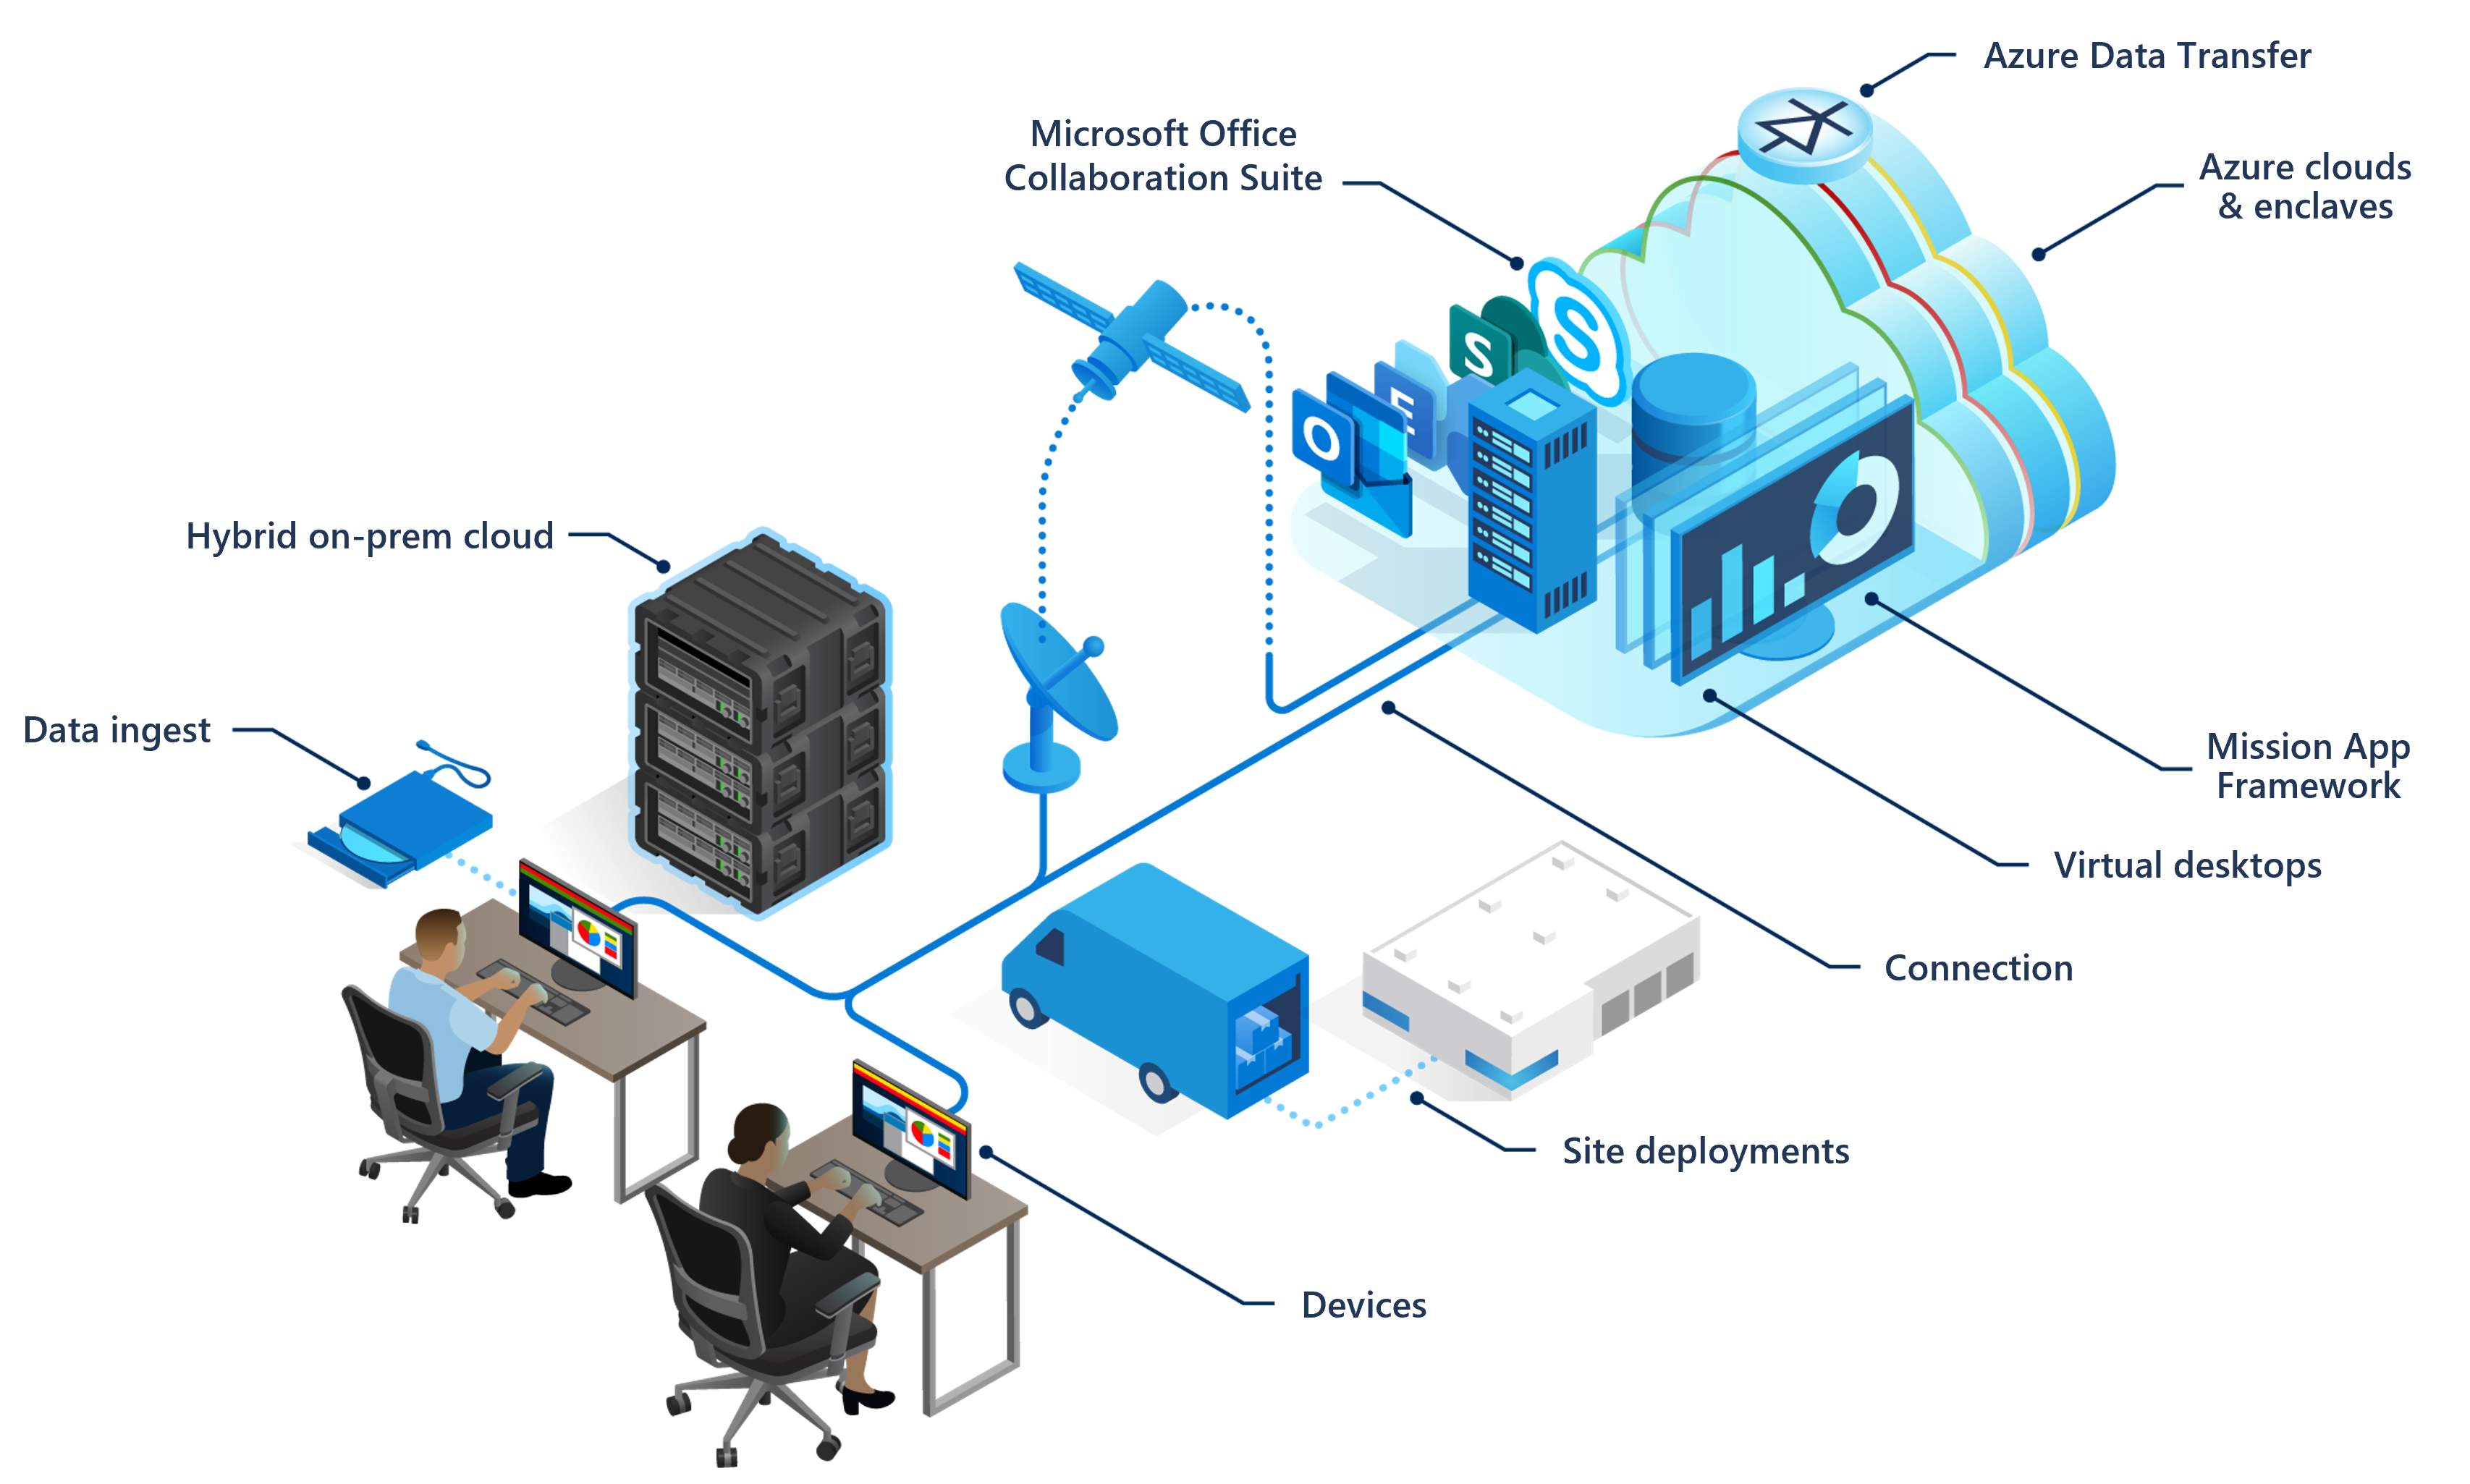 Azure Data Transfer
Microsoft Office
Collaboration Suite
Azure clouds
& enclaves
S
S
E
O
Hybrid on-prem cloud
Data ingest
Mission App
Framework
Virtual desktops
Connection
Site deployments
Devices